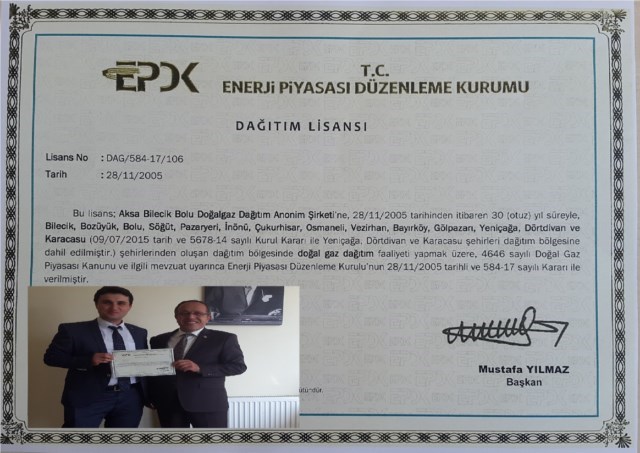 EPDK
T.C.
ENERJİ PİYASASI DÜZENLEME KURUMU
DAĞITIM LİSANSI
Lisans No : DAG/584-17/106
Tarih : 28/11/2005
Bu lisans; Aksa Bilecik Bolu Doğalgaz Dağıtım Anonim Şirketi'ne, 28/11/2005 tarihinden itibaren 30 (otuz) yıl süreyle,
Bilecik, Bozüyük, Bolu, Söğüt, Pazaryeri, İnönü, Çukurhisar, Osmaneli, Vezirhan, Bayırköy, Gölpazarı, Yeniçağa, Dörtdivan ve
Karacasu (09/07/2015 tarih ve 5678-14 sayılı Kurul Kararı ile Yeniçağa, Dörtdivan ve Karacasu şehirleri dağıtım bölgesine
dahil edilmiştir.) şehirlerinden oluşan dağıtım bölgesinde doğal gaz dağıtım faaliyeti yapmak üzere, 4646 sayılı Doğal Gaz
Piyasası Kanunu ve ilgili mevzuat uyarınca Enerji Piyasası Düzenleme Kurulu'nun 28/11/2005 tarihli ve 584-17 sayılı Kararı ile
verilmiştir.
Mustafa YILMAZ
Başkan